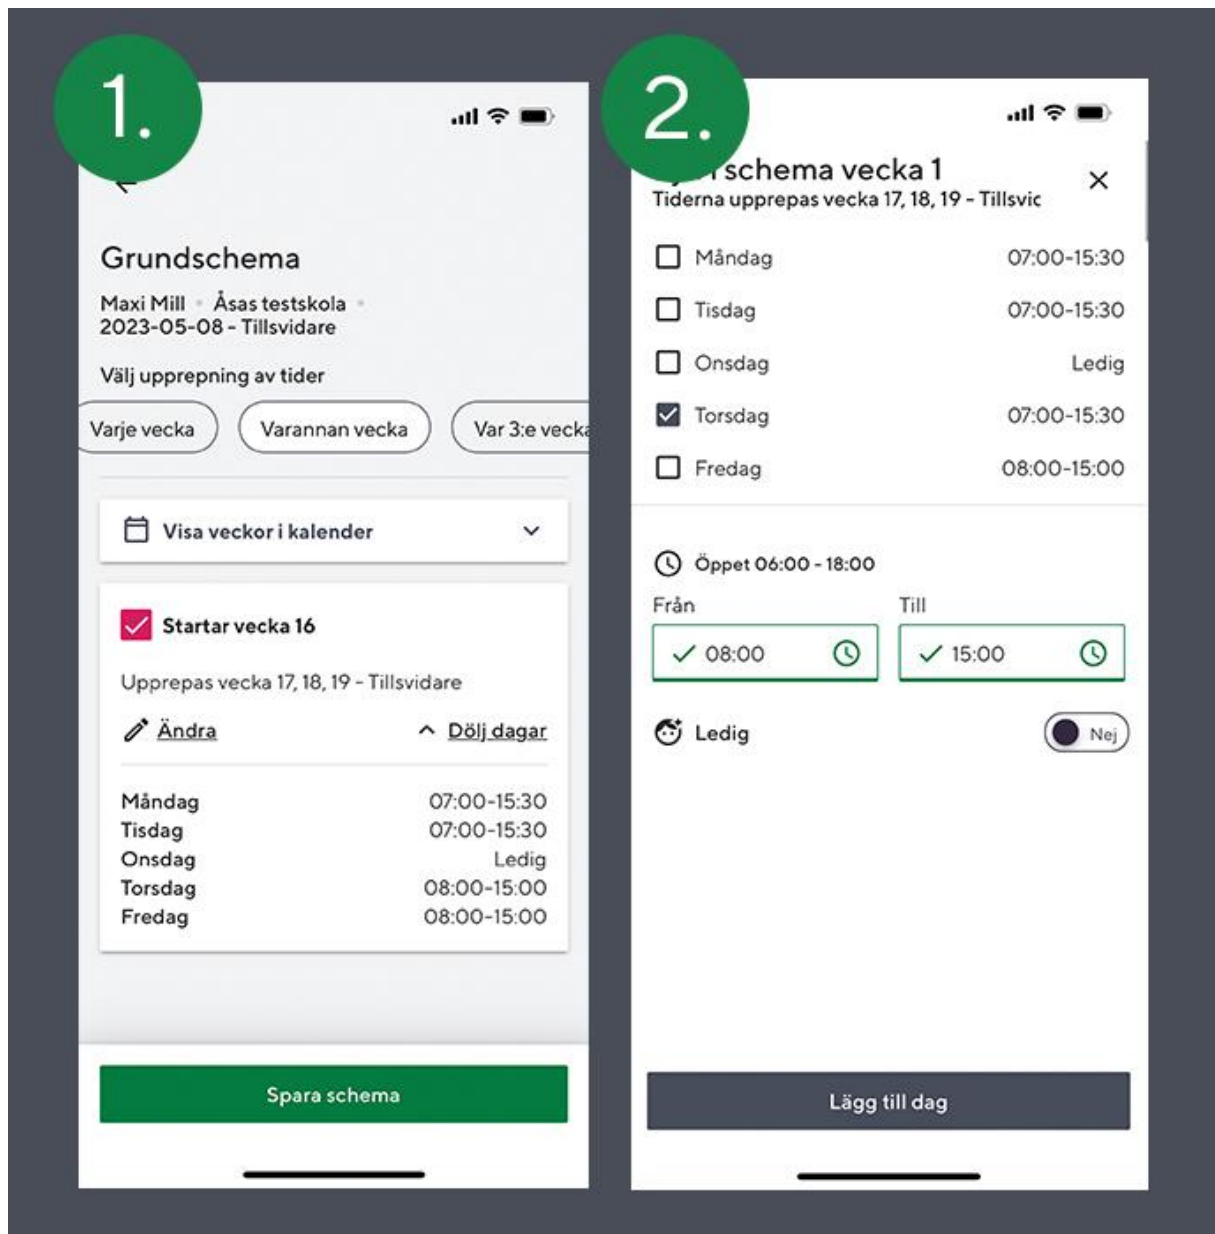 1.
Grundschema
Maxi Mill • Åsas testskola •
2023-05-08 – Tillsvidare
Välj upprepning av tider
Varje vecka
Varannan vecka
Var 3:e vecka
Visa veckor i kalender
Startar vecka 16
Upprepas vecka 17, 18, 19 – Tillsvidare
Ändra
Dölj dagar
Måndag 07:00-15:30
Tisdag 07:00-15:30
Onsdag Ledig
Torsdag 08:00-15:00
Fredag 08:00-15:00
Spara schema
2.
schema vecka 1
Tiderna upprepas vecka 17, 18, 19 – Tillsvic
Måndag 07:00-15:30
Tisdag 07:00-15:30
Onsdag Ledig
Torsdag 07:00-15:30
Fredag 08:00-15:00
Öppet 06:00 - 18:00
Från Till
08:00 15:00
Ledig Nej
Lägg till dag